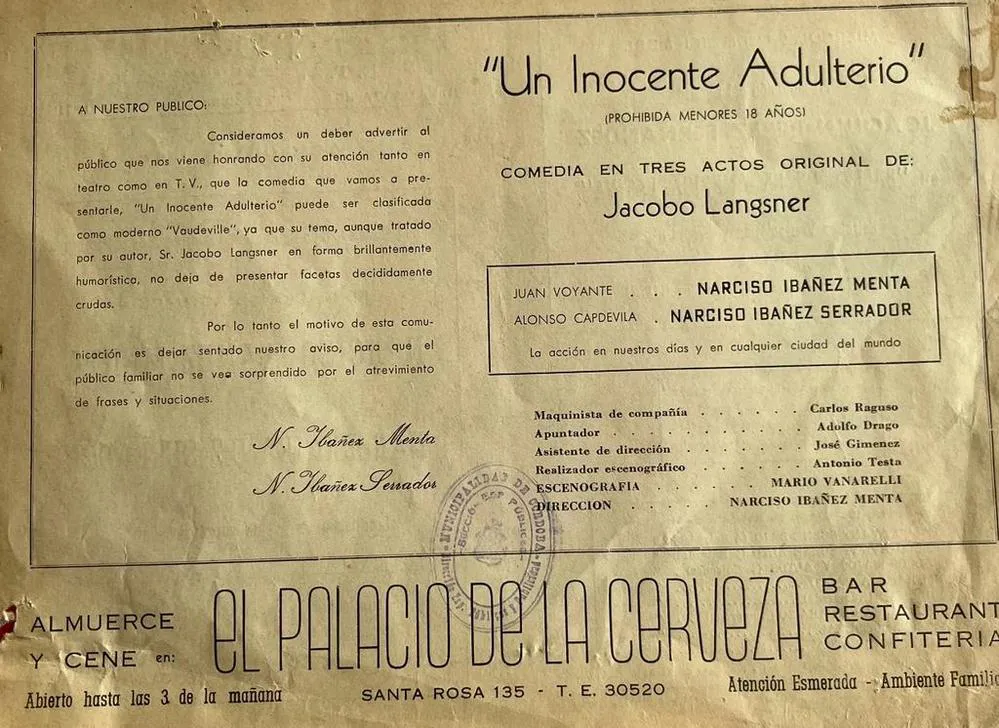 A NUESTRO PUBLICO:
Consideramos un deber advertir al
público que nos viene honrando con su atención tanto en
teatro como en T. V., que la comedia que vamos a pre-
sentarle, "Un Inocente Adulterio" puede ser clasificada
como moderno "Vaudeville", ya que su tema, aunque tratado
por su autor, Sr. Jacobo Langsner en forma brillantemente
humorística, no deja de presentar facetas decididamente
crudas.
Por lo tanto el motivo de esta comu-
nicación es dejar sentado nuestro aviso, para que el
público familiar no se vea sorprendido por el atrevimiento
de frases y situaciones.
N. Ibañez Menta
N. Ibañez Serrador
"Un Inocente Adulterio"
(PROHIBIDA MENORES 18 AÑOS)
COMEDIA EN TRES ACTOS ORIGINAL DE:
Jacobo Langsner
JUAN VOYANTE . . . NARCISO IBAÑEZ MENTA
ALONSO CAPDEVILA . NARCISO IBAÑEZ SERRADOR
La acción en nuestros días y en cualquier ciudad del mundo
Maquinista de compañía . . . . . . Carlos Raguso
Apuntador . . . . . . . . . . Adolfo Drago
Asistente de dirección . . . . . . . José Gimenez
Realizador escenográfico . . . . . . Antonio Testa
ESCENOGRAFIA . . . . . . MARIO VANARELLI
DIRECCION . . . . . NARCISO IBAÑEZ MENTA
MUNICIPALIDAD DE CORDOBA
ALMUERCE
Y CENE en:
EL PALACIO DE LA CERVEZA
BAR
RESTAURANT
CONFITERIA
Abierto hasta las 3 de la mañana
SANTA ROSA 135 - T. E. 30520
Atención Esmerada - Ambiente Familia